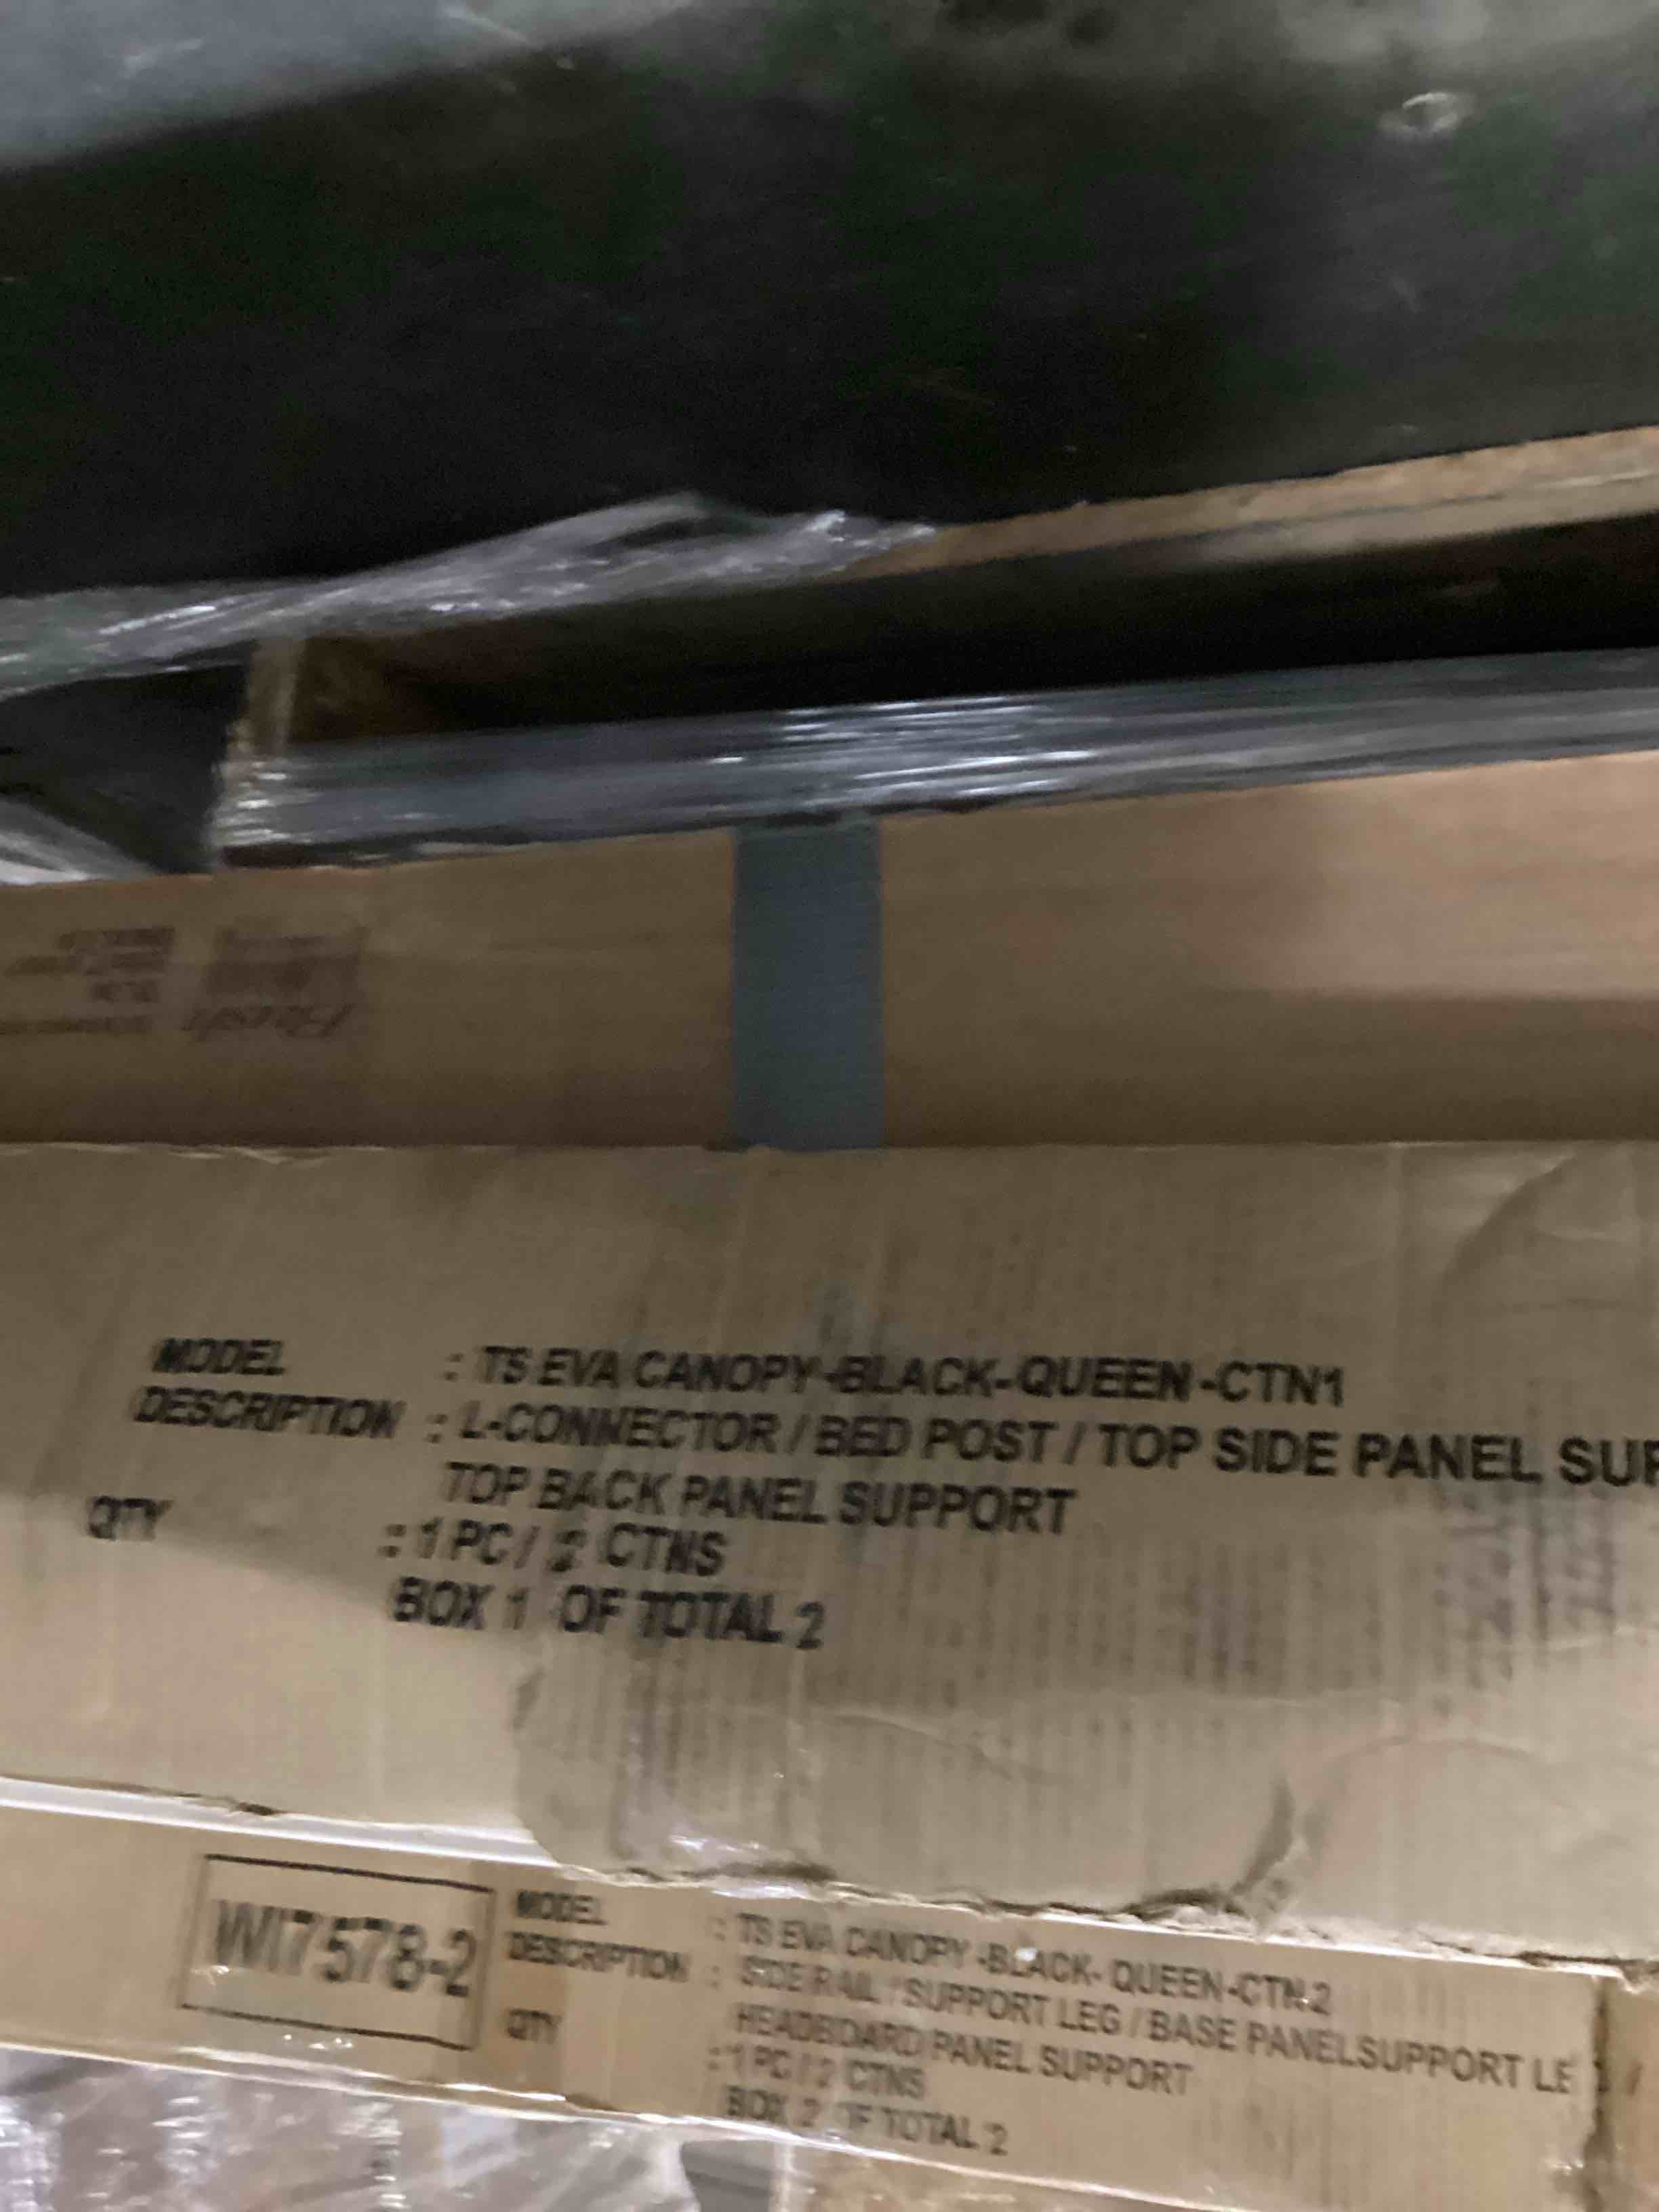 MODEL : TS EVA CANOPY-BLACK-QUEEN-CTN1
DESCRIPTION : L-CONNECTOR / BED POST / TOP SIDE PANEL SUP
TOP BACK PANEL SUPPORT
QTY : 1 PC / 2 CTNS
BOX 1 OF TOTAL 2
WI7578-2
MODEL : TS EVA CANOPY-BLACK-QUEEN-CTN2
DESCRIPTION : SIDE RAIL / SUPPORT LEG / BASE PANELSUPPORT LE
HEADBOARD PANEL SUPPORT
QTY : 1 PC / 2 CTNS
BOX 2 OF TOTAL 2